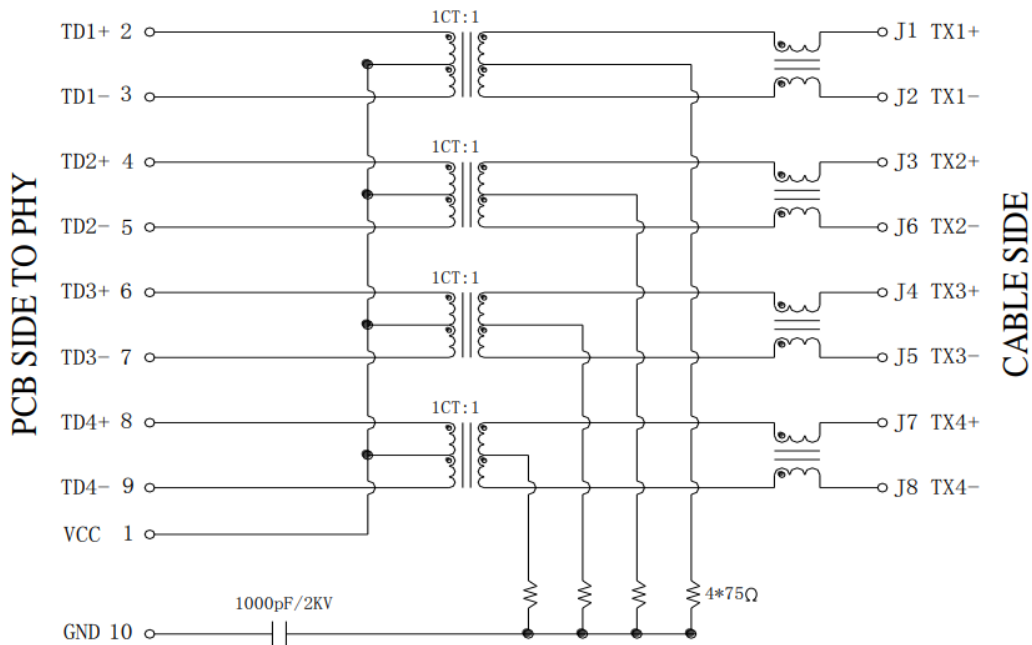 1CT:1
TD1+ 2
J1 TX1+
TD1- 3
J2 TX1-
1CT:1
TD2+ 4
J3 TX2+
TD2- 5
J6 TX2-
PCB SIDE TO PHY
CABLE SIDE
1CT:1
TD3+ 6
J4 TX3+
TD3- 7
J5 TX3-
1CT:1
TD4+ 8
J7 TX4+
TD4- 9
J8 TX4-
VCC 1
4*75Ω
1000pF/2KV
GND 10